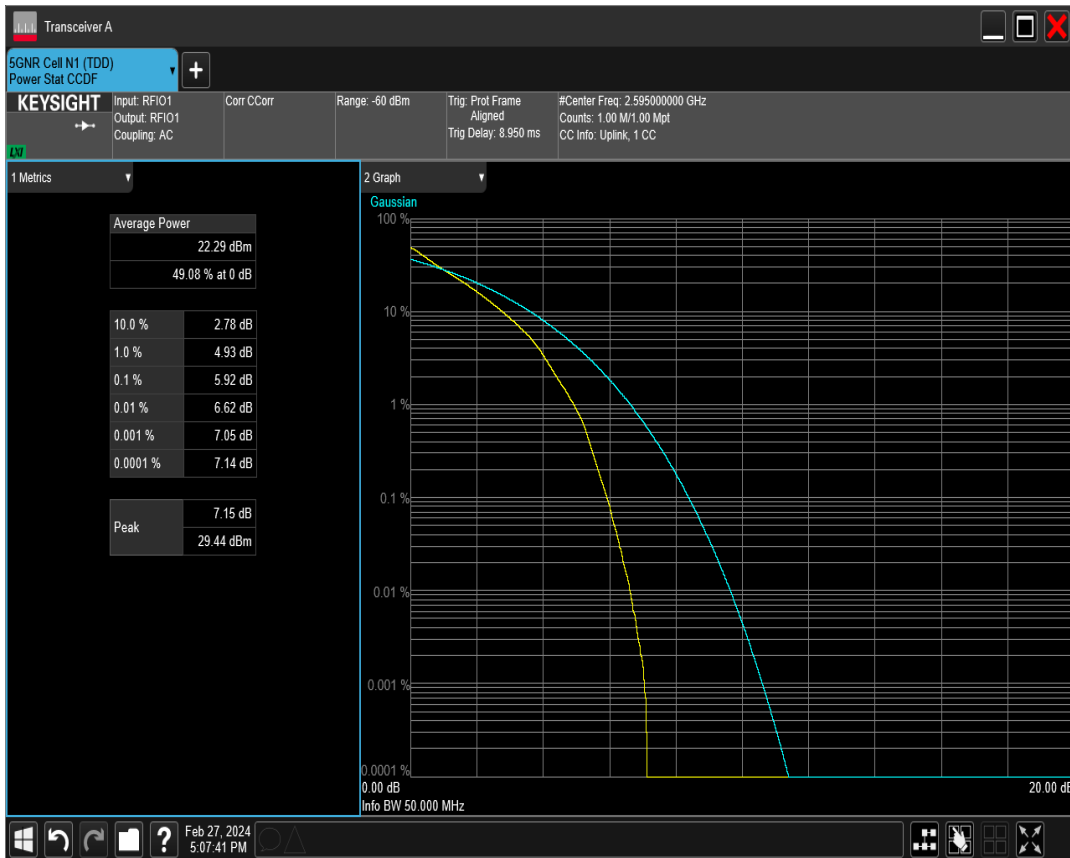 Transceiver A
5GNR Cell N1 (TDD)
Power Stat CCDF
KEYSIGHT
LXI
Input: RFIO1
Output: RFIO1
Coupling: AC
Corr CCorr
Range: -60 dBm
Trig: Prot Frame
Aligned
Trig Delay: 8.950 ms
#Center Freq: 2.595000000 GHz
Counts: 1.00 M/1.00 Mpt
CC Info: Uplink, 1 CC
1 Metrics
Average Power
22.29 dBm
49.08 % at 0 dB
10.0 % 2.78 dB
1.0 % 4.93 dB
0.1 % 5.92 dB
0.01 % 6.62 dB
0.001 % 7.05 dB
0.0001 % 7.14 dB
Peak 7.15 dB
29.44 dBm
2 Graph
Gaussian
100 %
10 %
1 %
0.1 %
0.01 %
0.001 %
0.0001 %
0.00 dB 20.00 dB
Info BW 50.000 MHz
? Feb 27, 2024
5:07:41 PM